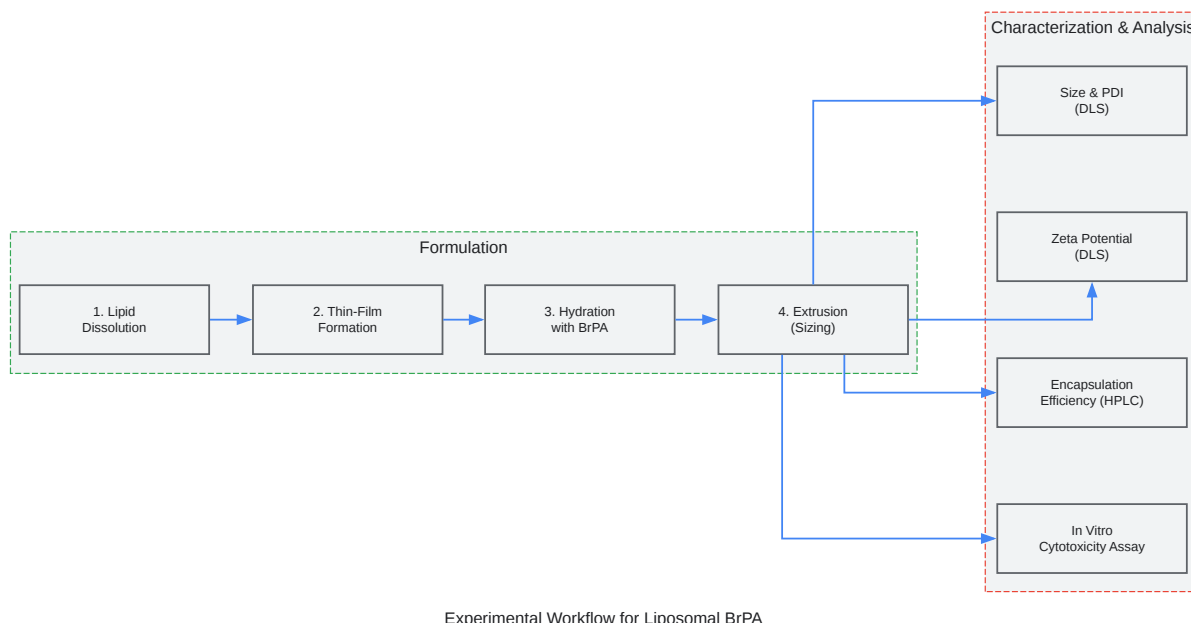 Characterization & Analysis
Size & PDI
(DLS)
Zeta Potential
(DLS)
Formulation
1. Lipid
Dissolution
2. Thin-Film
Formation
3. Hydration
with BrPA
4. Extrusion
(Sizing)
Encapsulation
Efficiency (HPLC)
In Vitro
Cytotoxicity Assay
Experimental Workflow for Liposomal BrPA